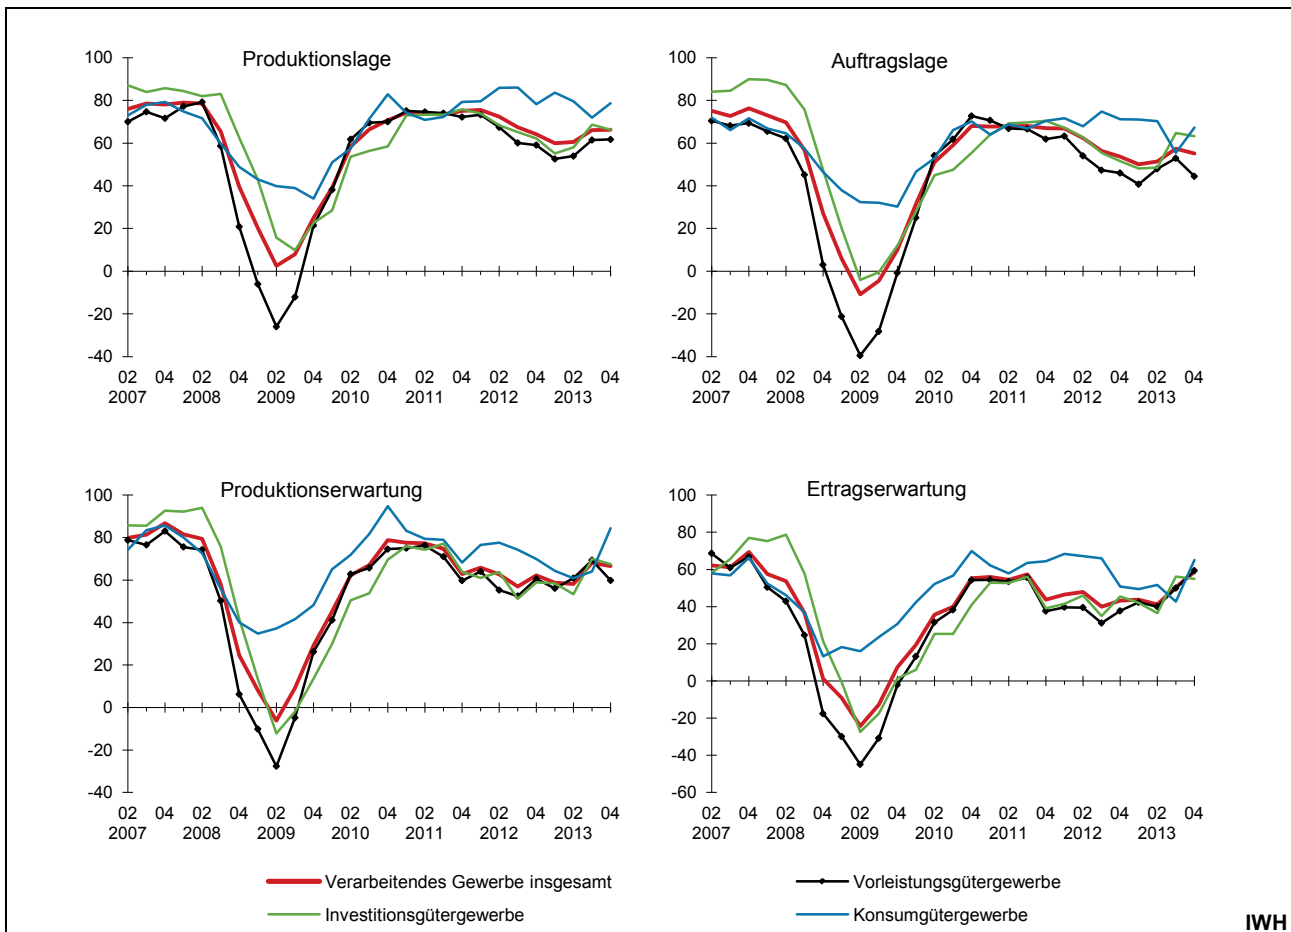 Produktionslage
100
80
60
40
20
0
-20
-40
02 04 02 04 02 04 02 04 02 04 02 04 02 04
2007 2008 2009 2010 2011 2012 2013
Auftragslage
100
80
60
40
20
0
-20
-40
02 04 02 04 02 04 02 04 02 04 02 04 02 04
2007 2008 2009 2010 2011 2012 2013
Produktionserwartung
100
80
60
40
20
0
-20
-40
02 04 02 04 02 04 02 04 02 04 02 04 02 04
2007 2008 2009 2010 2011 2012 2013
Ertragserwartung
100
80
60
40
20
0
-20
-40
-60
02 04 02 04 02 04 02 04 02 04 02 04 02 04
2007 2008 2009 2010 2011 2012 2013
Verarbeitendes Gewerbe insgesamt
Vorleistungsgütergewerbe
Investitionsgütergewerbe
Konsumgütergewerbe
IWH